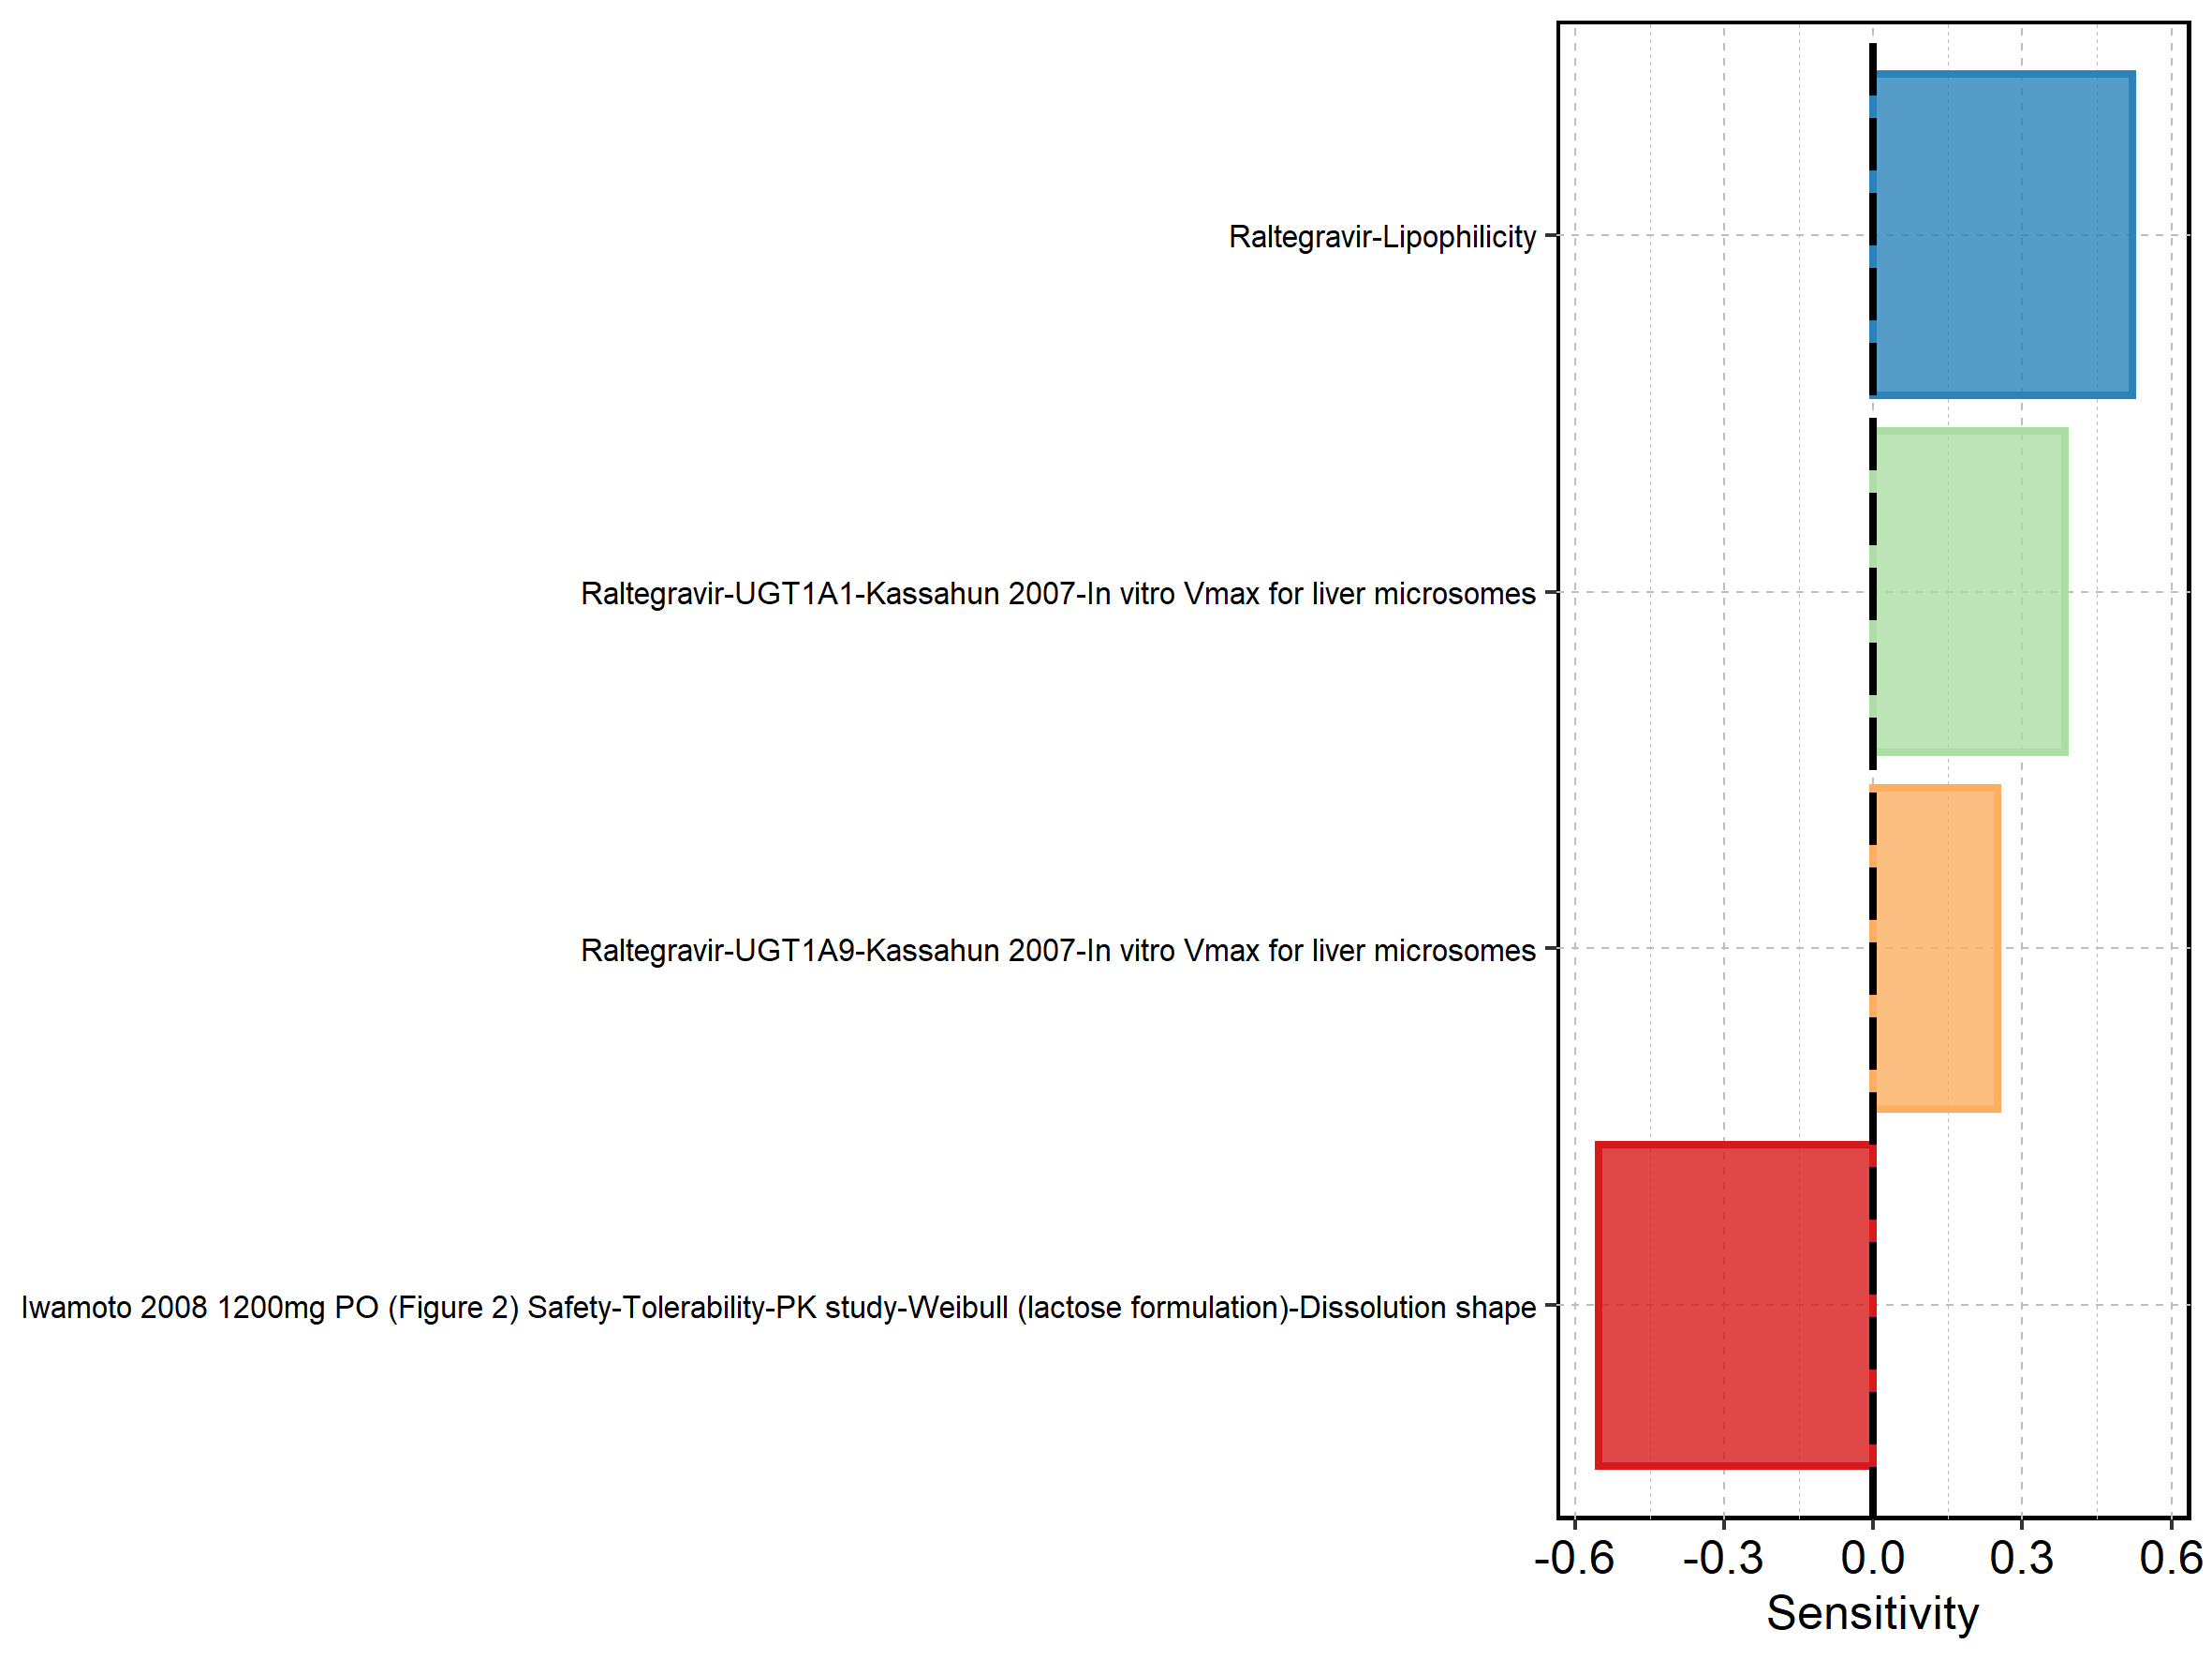 Raltegravir-Lipophilicity
Raltegravir-UGT1A1-Kassahun 2007-In vitro Vmax for liver microsomes
Raltegravir-UGT1A9-Kassahun 2007-In vitro Vmax for liver microsomes
Iwamoto 2008 1200mg PO (Figure 2) Safety-Tolerability-PK study-Weibull (lactose formulation)-Dissolution shape
-0.6 -0.3 0.0 0.3 0.6
Sensitivity